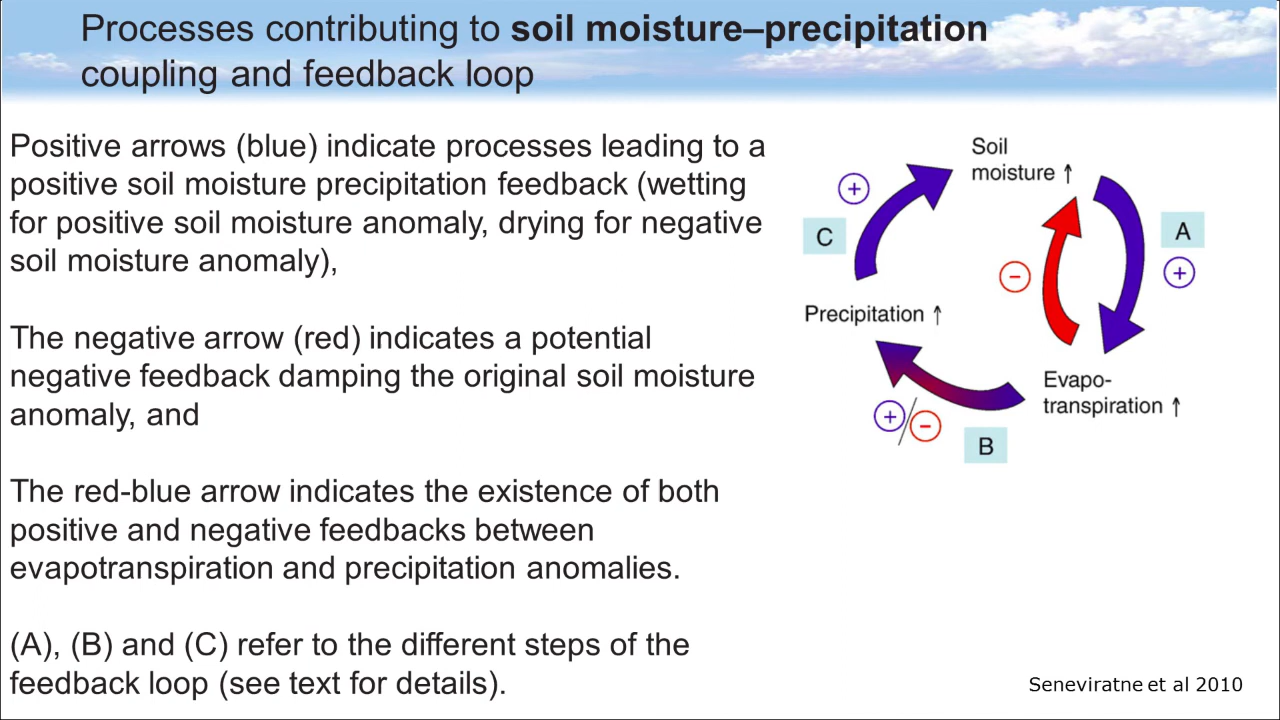 Processes contributing to soil moisture–precipitation
coupling and feedback loop
Positive arrows (blue) indicate processes leading to a
positive soil moisture precipitation feedback (wetting
for positive soil moisture anomaly, drying for negative
soil moisture anomaly),
The negative arrow (red) indicates a potential
negative feedback damping the original soil moisture
anomaly, and
The red-blue arrow indicates the existence of both
positive and negative feedbacks between
evapotranspiration and precipitation anomalies.
(A), (B) and (C) refer to the different steps of the
feedback loop (see text for details).
Soil
moisture ↑
+
C
A
−
+
Precipitation ↑
Evapo-
transpiration ↑
+/−
B
Seneviratne et al 2010